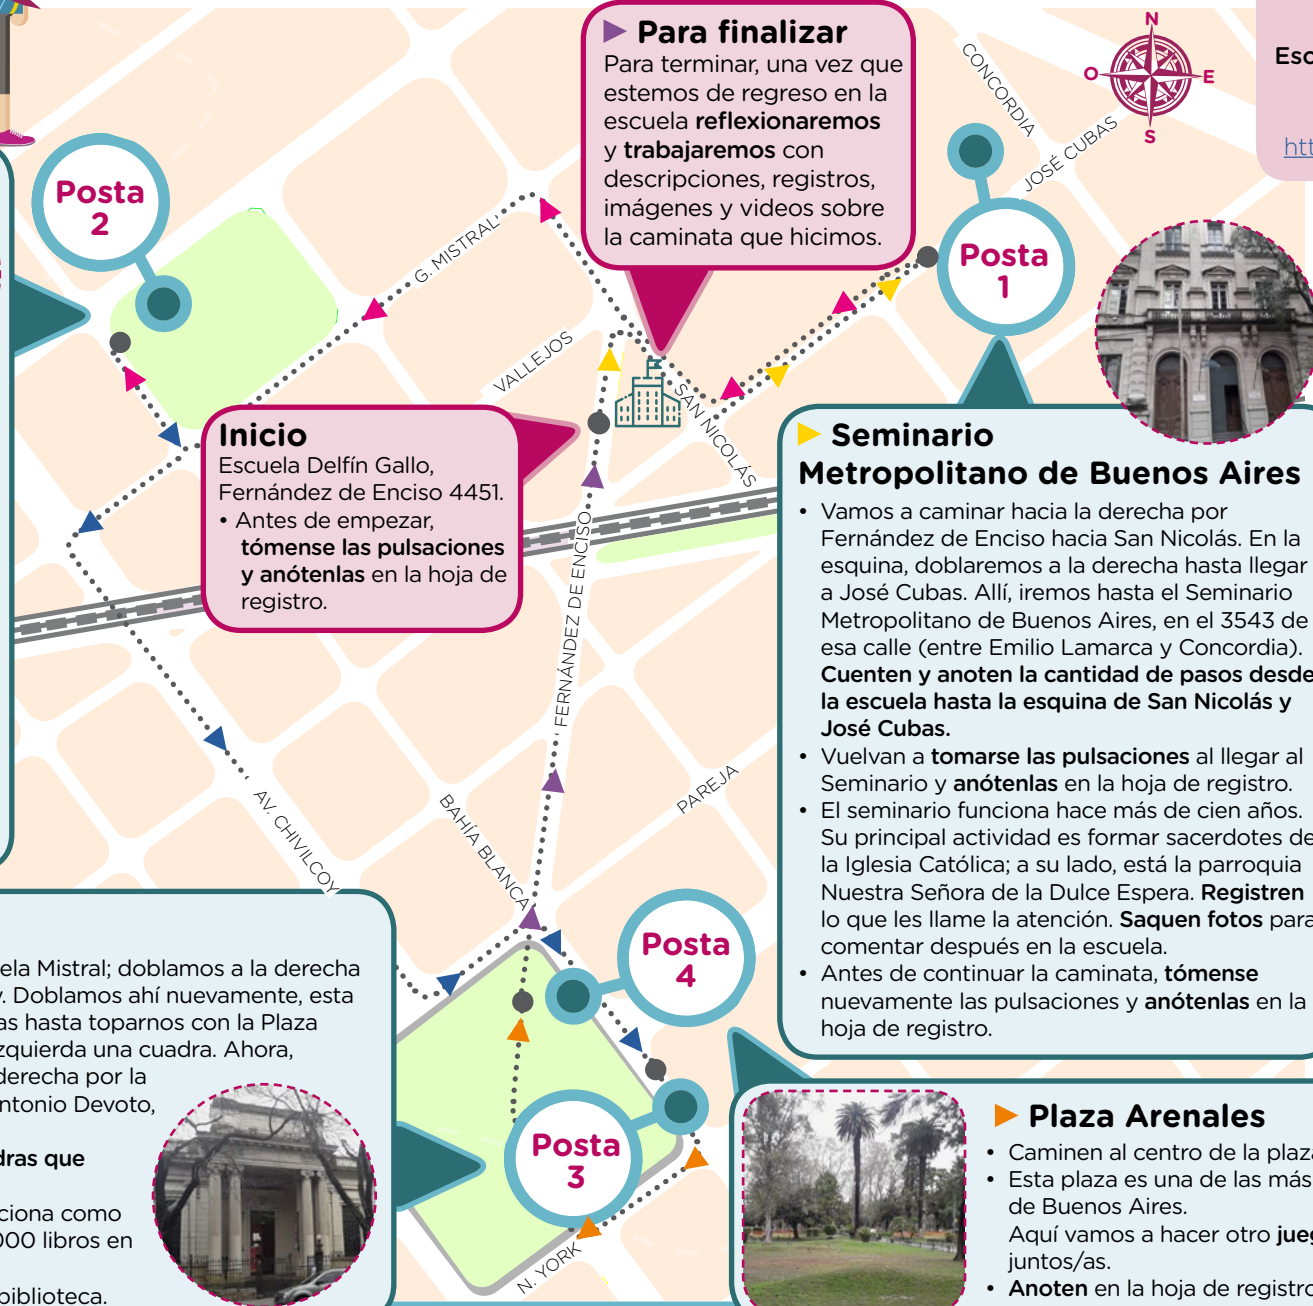 Para finalizar
Para terminar, una vez que
estemos de regreso en la
escuela reflexionaremos
y trabajaremos con
descripciones, registros,
imágenes y videos sobre
la caminata que hicimos.
N
O
E
S
Esc
htt
CONCORDIA
JOSÉ CUBAS
Posta
2
Posta
1
G. MISTRAL
VALLEJOS
SAN NICOLÁS
Inicio
Escuela Delfín Gallo,
Fernández de Enciso 4451.
• Antes de empezar,
tómense las pulsaciones
y anótenlas en la hoja de
registro.
FERNÁNDEZ DE ENCISO
Seminario
Metropolitano de Buenos Aires
• Vamos a caminar hacia la derecha por
Fernández de Enciso hacia San Nicolás. En la
esquina, doblaremos a la derecha hasta llegar
a José Cubas. Allí, iremos hasta el Seminario
Metropolitano de Buenos Aires, en el 3543 de
esa calle (entre Emilio Lamarca y Concordia).
Cuenten y anoten la cantidad de pasos desde
la escuela hasta la esquina de San Nicolás y
José Cubas.
• Vuelvan a tomarse las pulsaciones al llegar al
Seminario y anótenlas en la hoja de registro.
• El seminario funciona hace más de cien años.
Su principal actividad es formar sacerdotes de
la Iglesia Católica; a su lado, está la parroquia
Nuestra Señora de la Dulce Espera. Registren
lo que les llame la atención. Saquen fotos para
comentar después en la escuela.
• Antes de continuar la caminata, tómense
nuevamente las pulsaciones y anótenlas en la
hoja de registro.
AV. CHIVILCOY
BAHÍA BLANCA
PAREJA
Posta
4
Posta
3
N. YORK
ela Mistral; doblamos a la derecha
y. Doblamos ahí nuevamente, esta
as hasta toparnos con la Plaza
zquierda una cuadra. Ahora,
derecha por la
ntonio Devoto,
dras que
ciona como
000 libros en
biblioteca.
Plaza Arenales
• Caminen al centro de la plaza
• Esta plaza es una de las más
de Buenos Aires.
Aquí vamos a hacer otro jueg
juntos/as.
• Anoten en la hoja de registro